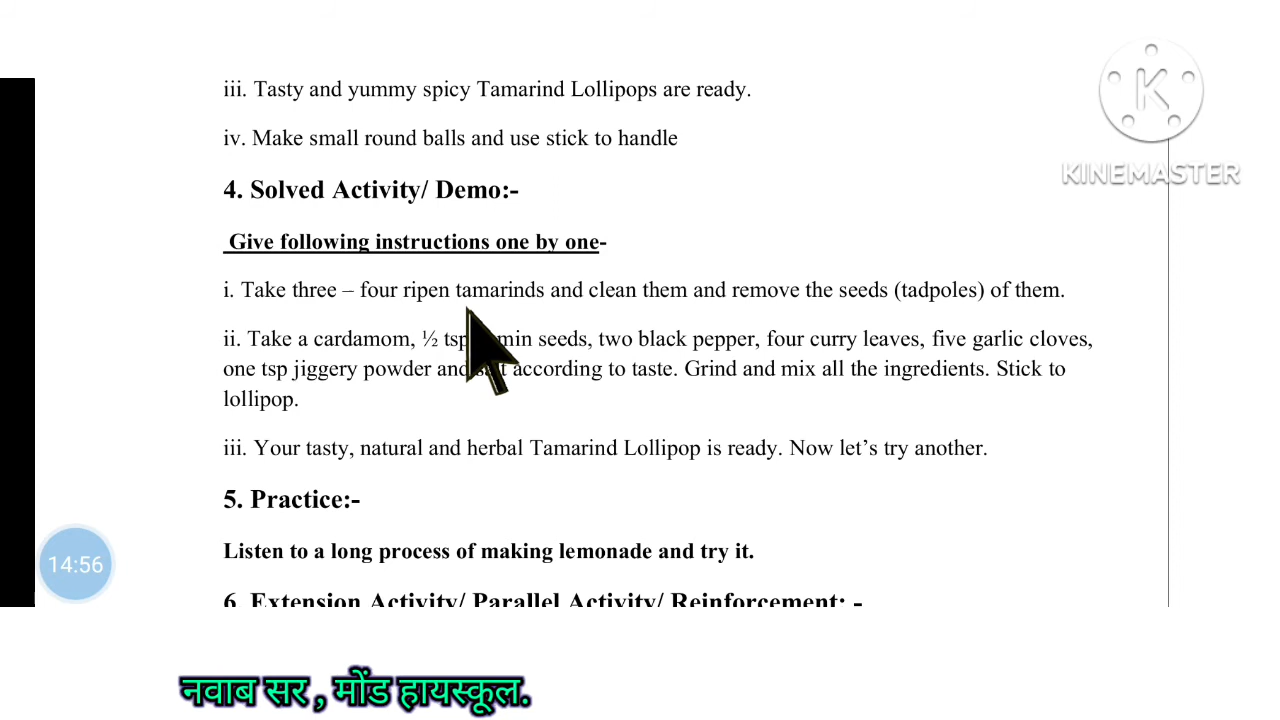 iii. Tasty and yummy spicy Tamarind Lollipops are ready.
iv. Make small round balls and use stick to handle
4. Solved Activity/ Demo:-
Give following instructions one by one-
i. Take three – four ripen tamarinds and clean them and remove the seeds (tadpoles) of them.
ii. Take a cardamom, ½ tsp seeds, two black pepper, four curry leaves, five garlic cloves,
one tsp jiggery powder and according to taste. Grind and mix all the ingredients. Stick to
lollipop.
iii. Your tasty, natural and herbal Tamarind Lollipop is ready. Now let's try another.
5. Practice:-
Listen to a long process of making lemonade and try it.
6. Extension Activity/ Parallel Activity/ Reinforcement: -
K
KINEMASTER
14:56
नवाब सर , मोंड हायस्कूल.